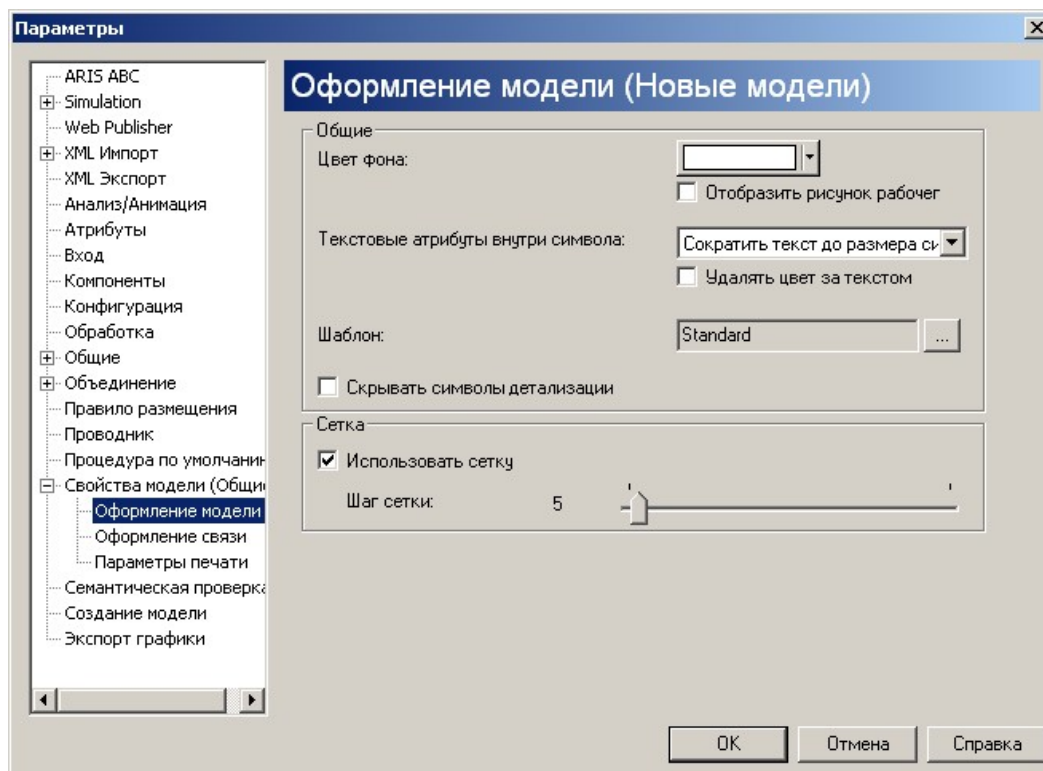 Параметры
ARIS ABC
Simulation
Web Publisher
XML Импорт
XML Экспорт
Анализ/Анимация
Атрибуты
Вход
Компоненты
Конфигурация
Обработка
Общие
Объединение
Правило размещения
Проводник
Процедура по умолчани
Свойства модели (Общи
Оформление модели
Оформление связи
Параметры печати
Семантическая проверка
Создание модели
Экспорт графики
Оформление модели (Новые модели)
Общие
Цвет фона:
Отобразить рисунок рабочег
Текстовые атрибуты внутри символа:
Сократить текст до размера си
Удалять цвет за текстом
Шаблон:
Standard
...
Скрывать символы детализации
Сетка
Использовать сетку
Шаг сетки: 5
OK Отмена Справка